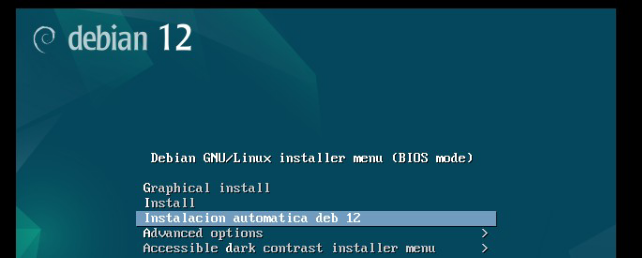 debian 12
Debian GNU/Linux installer menu (BIOS mode)
Graphical install
Install
Instalacion automatica deb 12
Advanced options >
Accessible dark contrast installer menu >